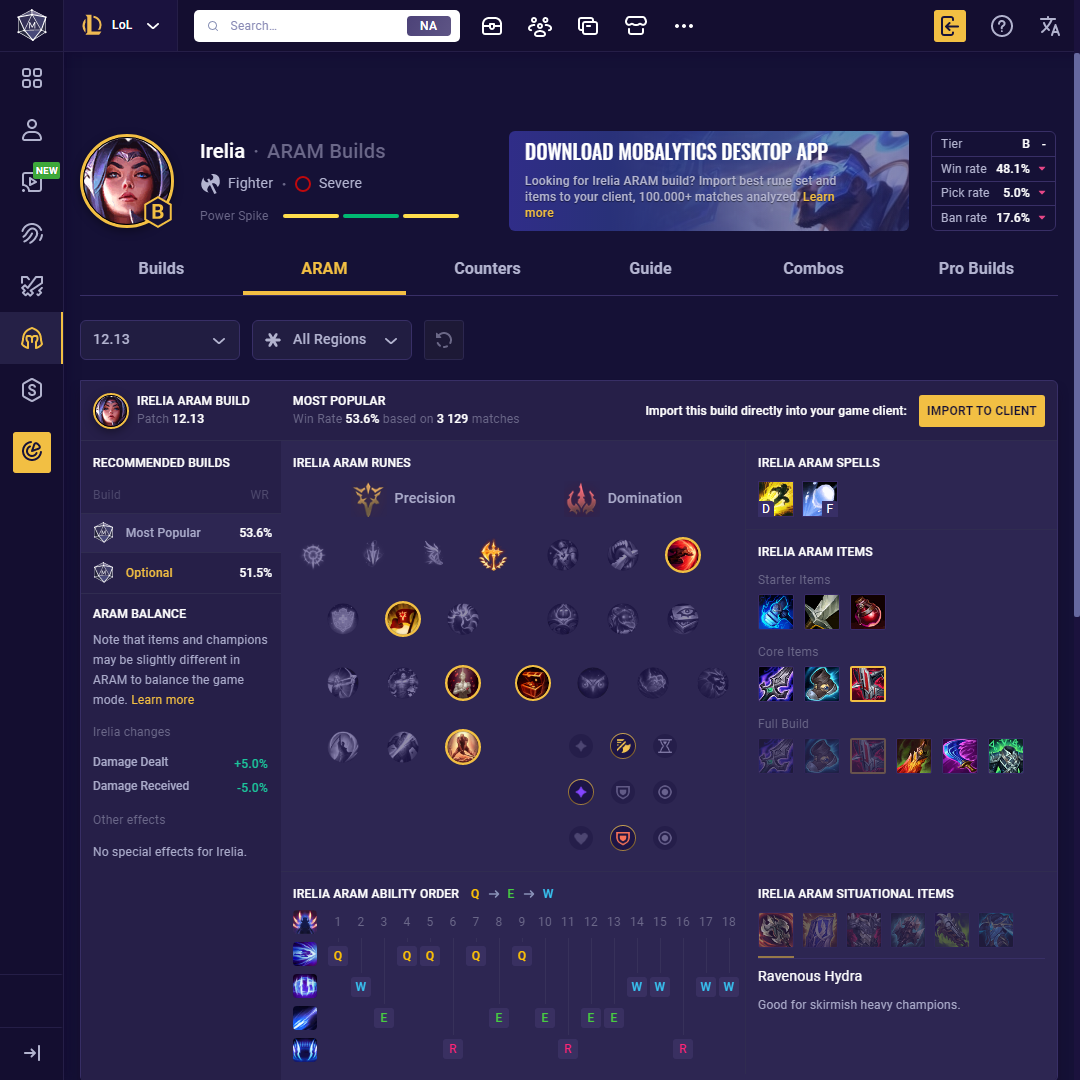 LoL
Search...
NA
NEW
Irelia · ARAM Builds
Fighter · Severe
Power Spike
B
DOWNLOAD MOBALYTICS DESKTOP APP
Looking for Irelia ARAM build? Import best rune set and
items to your client, 100.000+ matches analyzed. Learn
more
Tier B -
Win rate 48.1%
Pick rate 5.0%
Ban rate 17.6%
Builds
ARAM
Counters
Guide
Combos
Pro Builds
12.13
All Regions
IRELIA ARAM BUILD
Patch 12.13
MOST POPULAR
Win Rate 53.6% based on 3 129 matches
Import this build directly into your game client:
IMPORT TO CLIENT
RECOMMENDED BUILDS
Build WR
Most Popular 53.6%
Optional 51.5%
ARAM BALANCE
Note that items and champions
may be slightly different in
ARAM to balance the game
mode. Learn more
Irelia changes
Damage Dealt +5.0%
Damage Received -5.0%
Other effects
No special effects for Irelia.
IRELIA ARAM RUNES
Precision
Domination
IRELIA ARAM SPELLS
D F
IRELIA ARAM ITEMS
Starter Items
Core Items
Full Build
IRELIA ARAM ABILITY ORDER Q → E → W
1 2 3 4 5 6 7 8 9 10 11 12 13 14 15 16 17 18
Q Q Q Q Q
W W W W W
E E E E E
R R R
IRELIA ARAM SITUATIONAL ITEMS
Ravenous Hydra
Good for skirmish heavy champions.